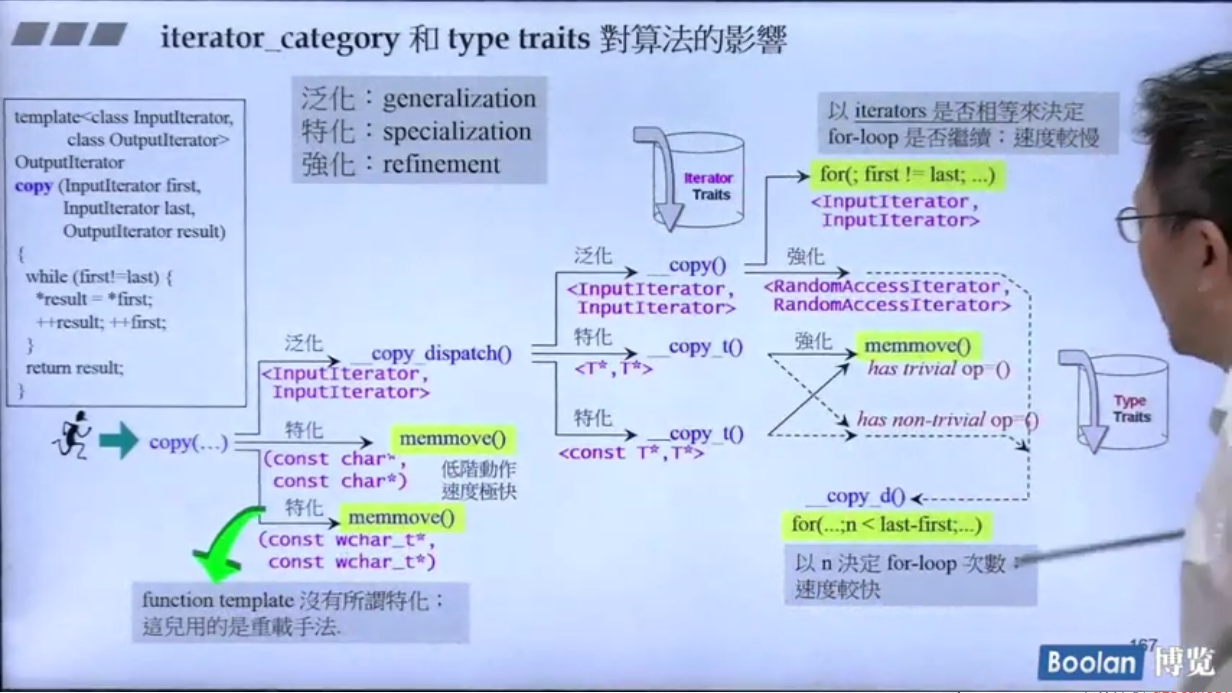 iterator_category 和 type traits 對算法的影響
template<class InputIterator,
class OutputIterator>
OutputIterator
copy (InputIterator first,
InputIterator last,
OutputIterator result)
{
while (first!=last) {
*result = *first;
++result; ++first;
}
return result;
}
泛化：generalization
特化：specialization
強化：refinement
Iterator
Traits
以 iterators 是否相等來決定
for-loop 是否繼續；速度較慢
for(; first != last; ...)
<InputIterator,
InputIterator>
泛化
__copy()
<InputIterator,
InputIterator>
強化
<RandomAccessIterator,
RandomAccessIterator>
特化
__copy_t()
<T*,T*>
強化
memmove()
has trivial op=()
特化
__copy_t()
<const T*,T*>
has non-trivial op=()
Type
Traits
泛化
__copy_dispatch()
<InputIterator,
InputIterator>
copy(…)
特化
memmove()
(const char*,
const char*)
低階動作
速度極快
特化
memmove()
(const wchar_t*,
const wchar_t*)
function template 沒有所謂特化；
這兒用的是重載手法.
__copy_d()
for(...;n < last-first;...)
以 n 決定 for-loop 次數；
速度較快
167
Boolan 博览